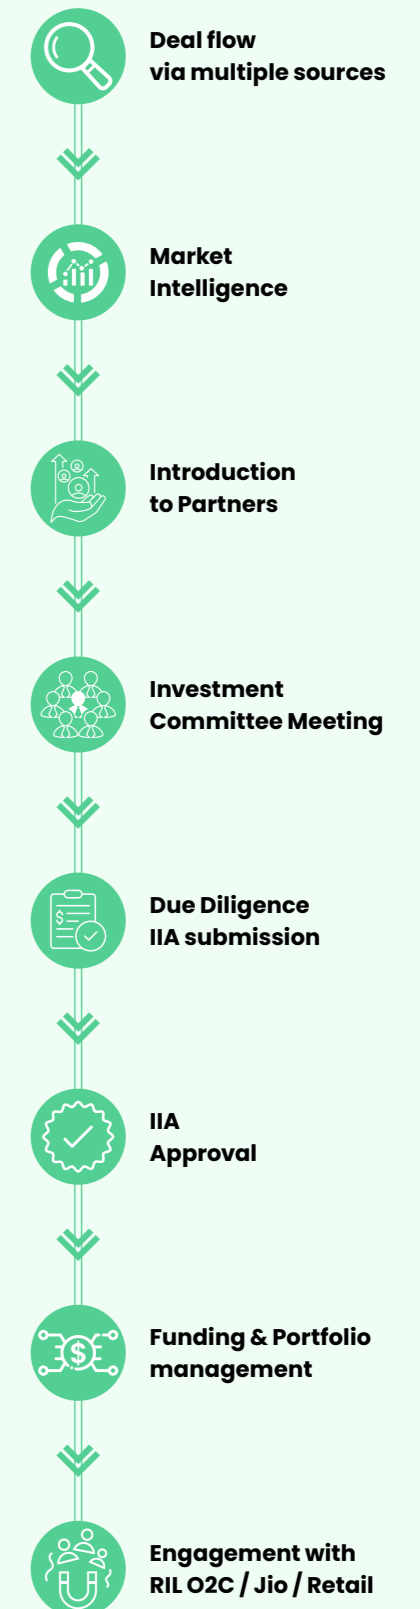 Deal flow
via multiple sources
Market
Intelligence
Introduction
to Partners
Investment
Committee Meeting
Due Diligence
IIA submission
IIA
Approval
Funding & Portfolio
management
Engagement with
RIL O2C / Jio / Retail